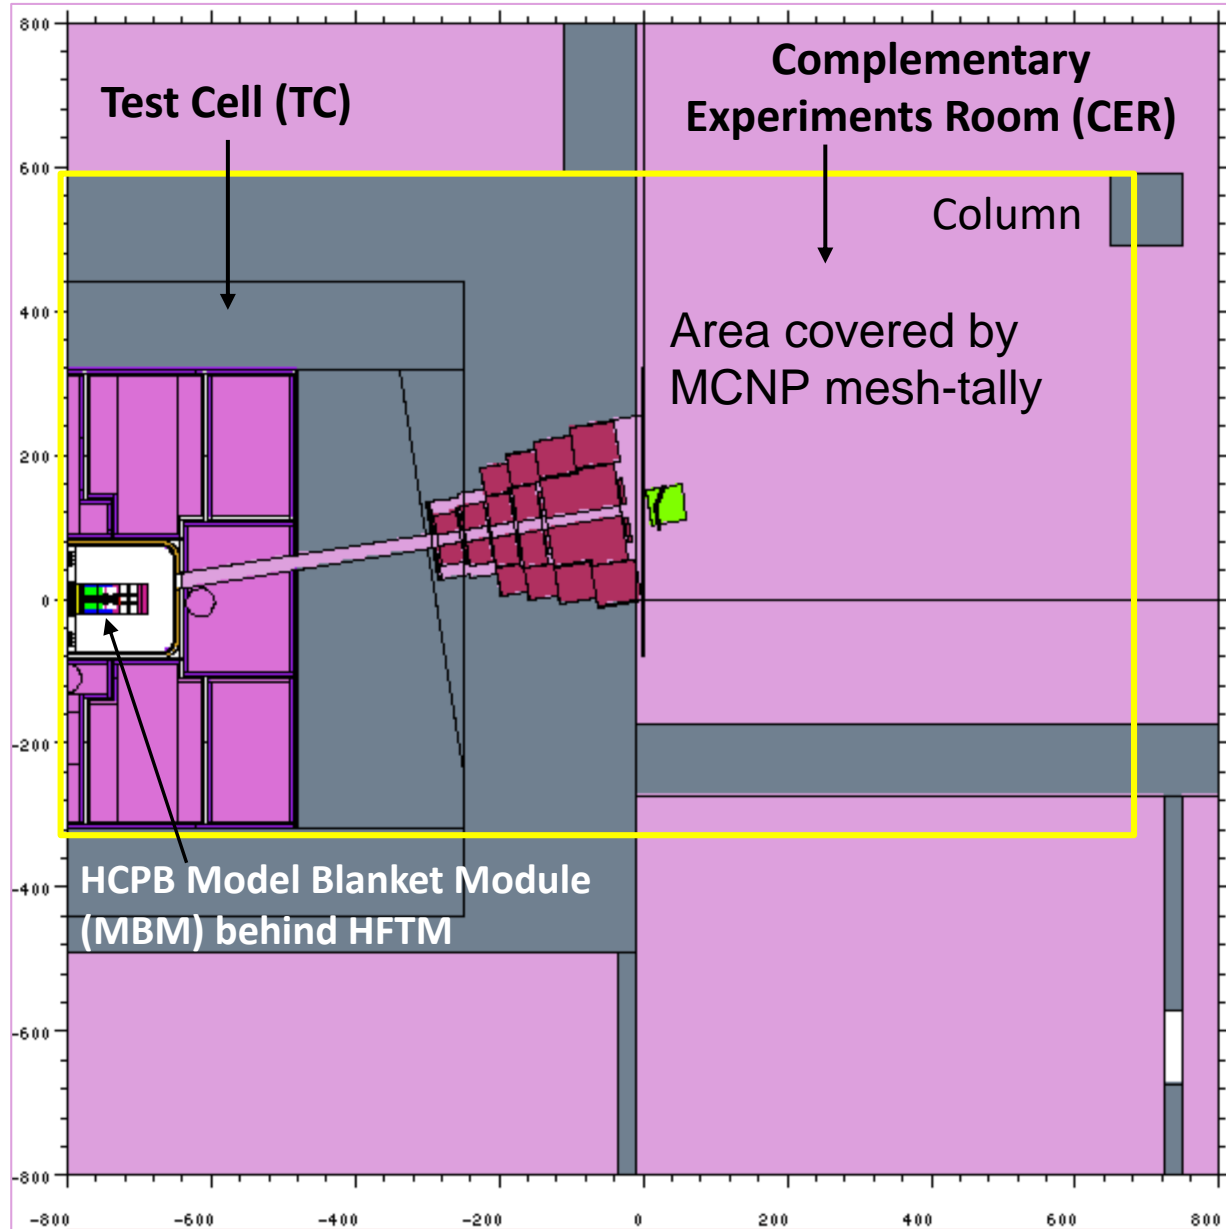 800
Complementary
Experiments Room (CER)
Test Cell (TC)
600
Column
400
Area covered by
MCNP mesh-tally
200
0
-200
HCPB Model Blanket Module
-400
(MBM) behind HFTM
-600
-800
-800 -600 -400 -200 0 200 400 600 800